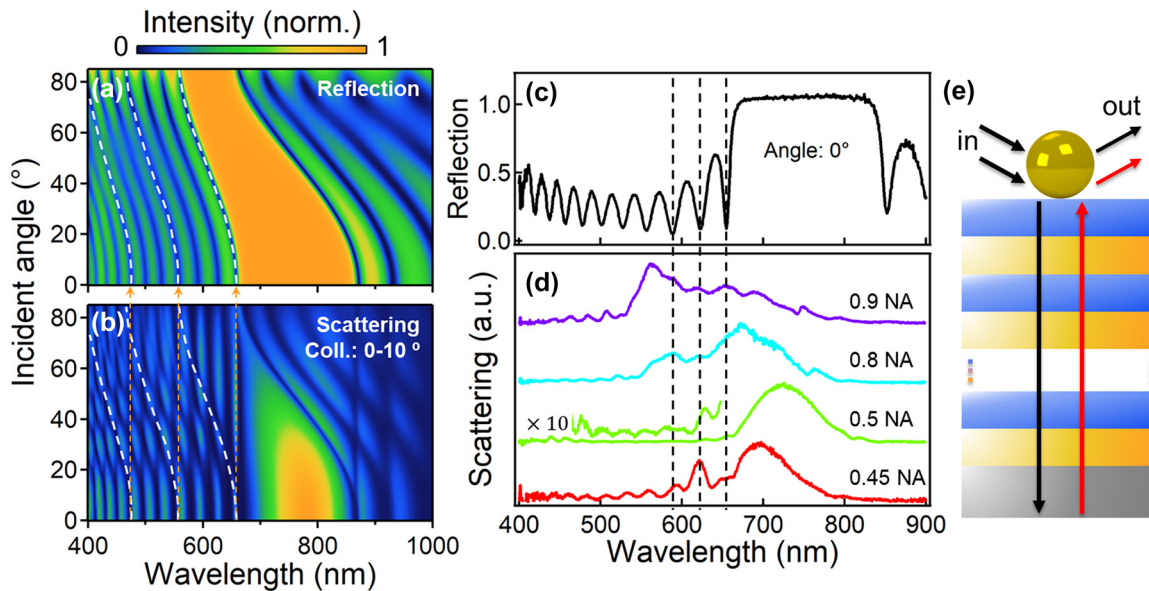 Intensity (norm.)
0 1
(a) Reflection
80
60
40
20
0
Incident angle (°)
(b) Scattering
Coll.: 0-10 º
80
60
40
20
0
400 600 800 1000
Wavelength (nm)
(c)
1.0
0.5
0.0
Reflection
Angle: 0°
(d)
Scattering (a.u.)
0.9 NA
0.8 NA
× 10
0.5 NA
0.45 NA
400 500 600 700 800 900
Wavelength (nm)
(e)
out
in